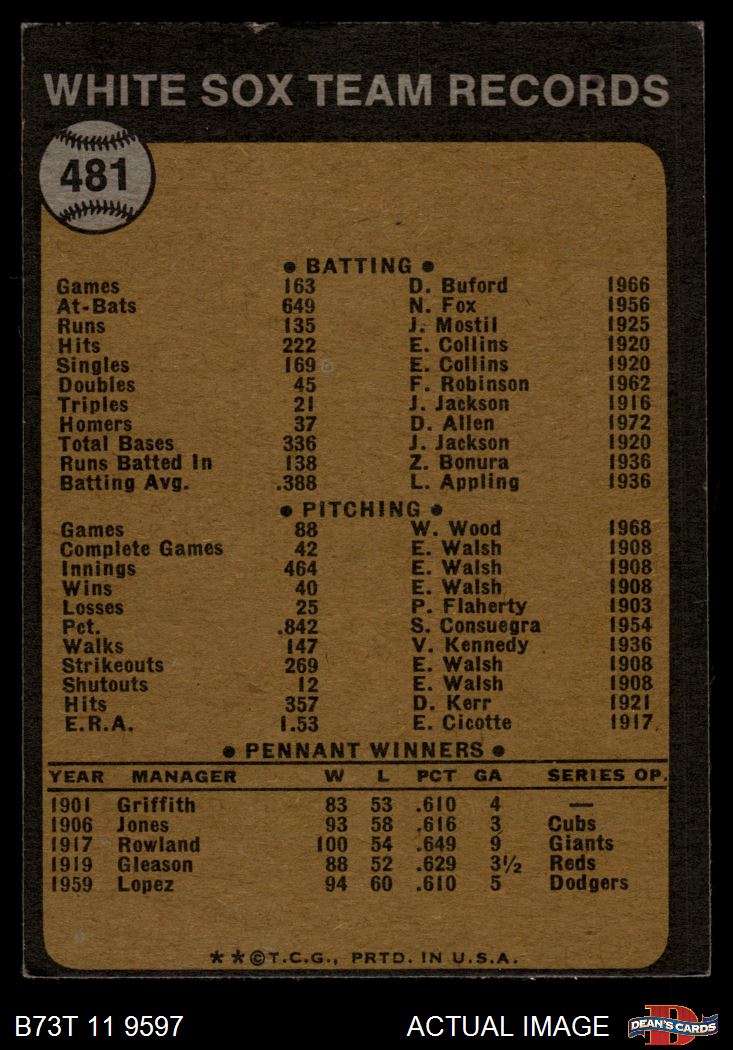 WHITE SOX TEAM RECORDS
481
• BATTING •
Games 163 D. Buford 1966
At-Bats 649 N. Fox 1956
Runs 135 J. Mostil 1925
Hits 222 E. Collins 1920
Singles 169 E. Collins 1920
Doubles 45 F. Robinson 1962
Triples 21 J. Jackson 1916
Homers 37 D. Allen 1972
Total Bases 336 J. Jackson 1920
Runs Batted In 138 Z. Bonura 1936
Batting Avg. .388 L. Appling 1936
• PITCHING •
Games 88 W. Wood 1968
Complete Games 42 E. Walsh 1908
Innings 464 E. Walsh 1908
Wins 40 E. Walsh 1908
Losses 25 P. Flaherty 1903
Pct. .842 S. Consuegra 1954
Walks 147 V. Kennedy 1936
Strikeouts 269 E. Walsh 1908
Shutouts 12 E. Walsh 1908
Hits 357 D. Kerr 1921
E.R.A. 1.53 E. Cicotte 1917
• PENNANT WINNERS •
YEAR MANAGER W L PCT GA SERIES OP.
1901 Griffith 83 53 .610 4 —
1906 Jones 93 58 .616 3 Cubs
1917 Rowland 100 54 .649 9 Giants
1919 Gleason 88 52 .629 3½ Reds
1959 Lopez 94 60 .610 5 Dodgers
★★©T.C.G., PRTD. IN U.S.A.
B73T 11 9597 ACTUAL IMAGE D DEAN'S CARDS